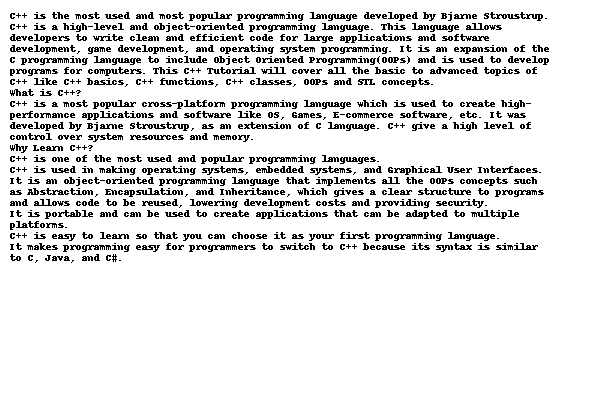 C++ is the most used and most popular programming language developed by Bjarne Stroustrup.
C++ is a high-level and object-oriented programming language. This language allows
developers to write clean and efficient code for large applications and software
development, game development, and operating system programming. It is an expansion of the
C programming language to include Object Oriented Programming(OOPs) and is used to develop
programs for computers. This C++ Tutorial will cover all the basic to advanced topics of
C++ like C++ basics, C++ functions, C++ classes, OOPs and STL concepts.
What is C++?
C++ is a most popular cross-platform programming language which is used to create high-
performance applications and software like OS, Games, E-commerce software, etc. It was
developed by Bjarne Stroustrup, as an extension of C language. C++ give a high level of
control over system resources and memory.
Why Learn C++?
C++ is one of the most used and popular programming languages.
C++ is used in making operating systems, embedded systems, and Graphical User Interfaces.
It is an object-oriented programming language that implements all the OOPs concepts such
as Abstraction, Encapsulation, and Inheritance, which gives a clear structure to programs
and allows code to be reused, lowering development costs and providing security.
It is portable and can be used to create applications that can be adapted to multiple
platforms.
C++ is easy to learn so that you can choose it as your first programming language.
It makes programming easy for programmers to switch to C++ because its syntax is similar
to C, Java, and C#.